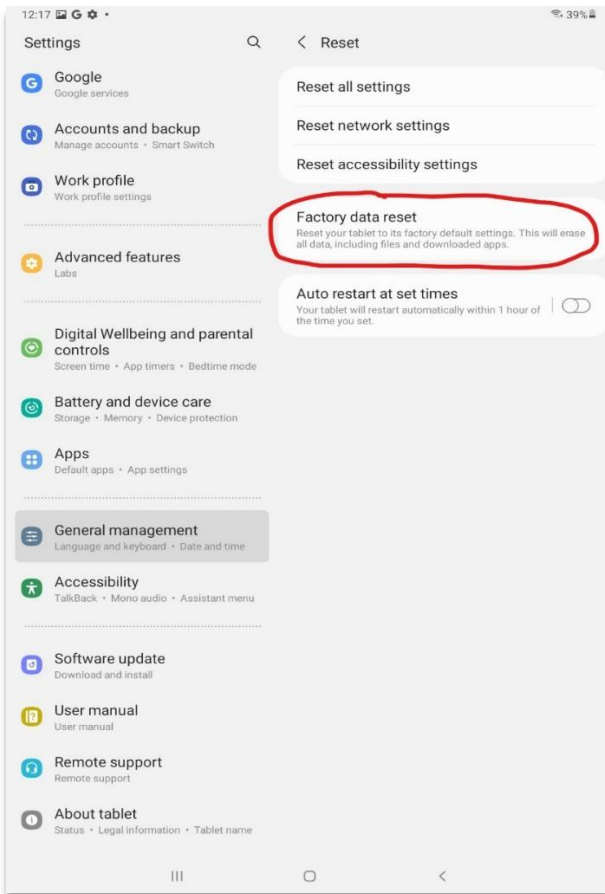 12:17 G
39%
Settings
Google
Google services
Accounts and backup
Manage accounts • Smart Switch
Work profile
Work profile settings
Advanced features
Labs
Digital Wellbeing and parental
controls
Screen time • App timers • Bedtime mode
Battery and device care
Storage • Memory • Device protection
Apps
Default apps • App settings
General management
Language and keyboard • Date and time
Accessibility
TalkBack • Mono audio • Assistant menu
Software update
Download and install
User manual
User manual
Remote support
Remote support
About tablet
Status • Legal information • Tablet name
Reset
Reset all settings
Reset network settings
Reset accessibility settings
Factory data reset
Reset your tablet to its factory default settings. This will erase
all data, including files and downloaded apps.
Auto restart at set times
Your tablet will restart automatically within 1 hour of
the time you set.